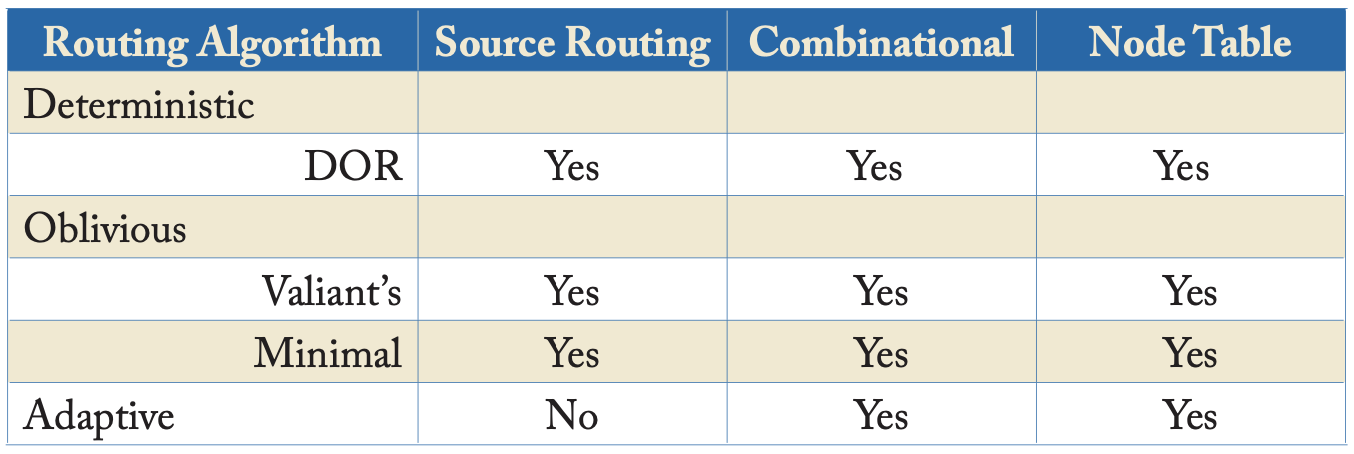 Routing Algorithm Source Routing Combinational Node Table
Deterministic
DOR Yes Yes Yes
Oblivious
Valiant’s Yes Yes Yes
Minimal Yes Yes Yes
Adaptive No Yes Yes